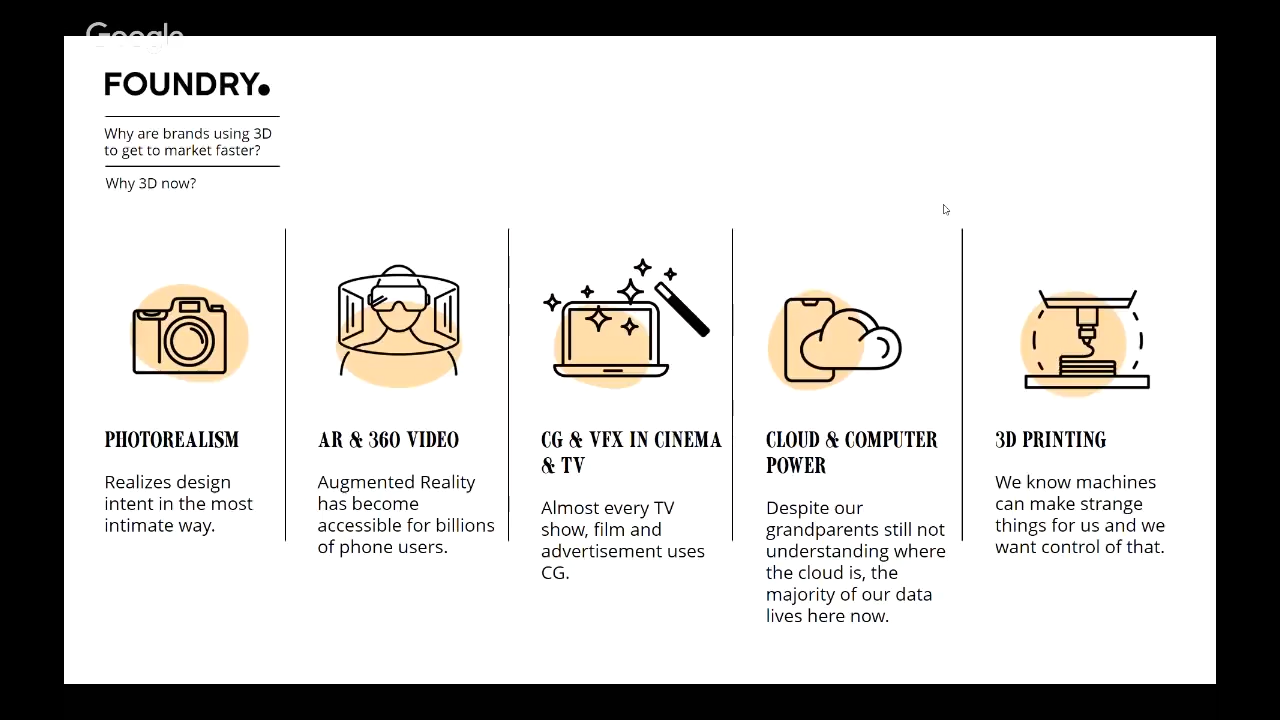 Google
FOUNDRY.
Why are brands using 3D
to get to market faster?
Why 3D now?
PHOTOREALISM
Realizes design
intent in the most
intimate way.
AR & 360 VIDEO
Augmented Reality
has become
accessible for billions
of phone users.
CG & VFX IN CINEMA
& TV
Almost every TV
show, film and
advertisement uses
CG.
CLOUD & COMPUTER
POWER
Despite our
grandparents still not
understanding where
the cloud is, the
majority of our data
lives here now.
3D PRINTING
We know machines
can make strange
things for us and we
want control of that.